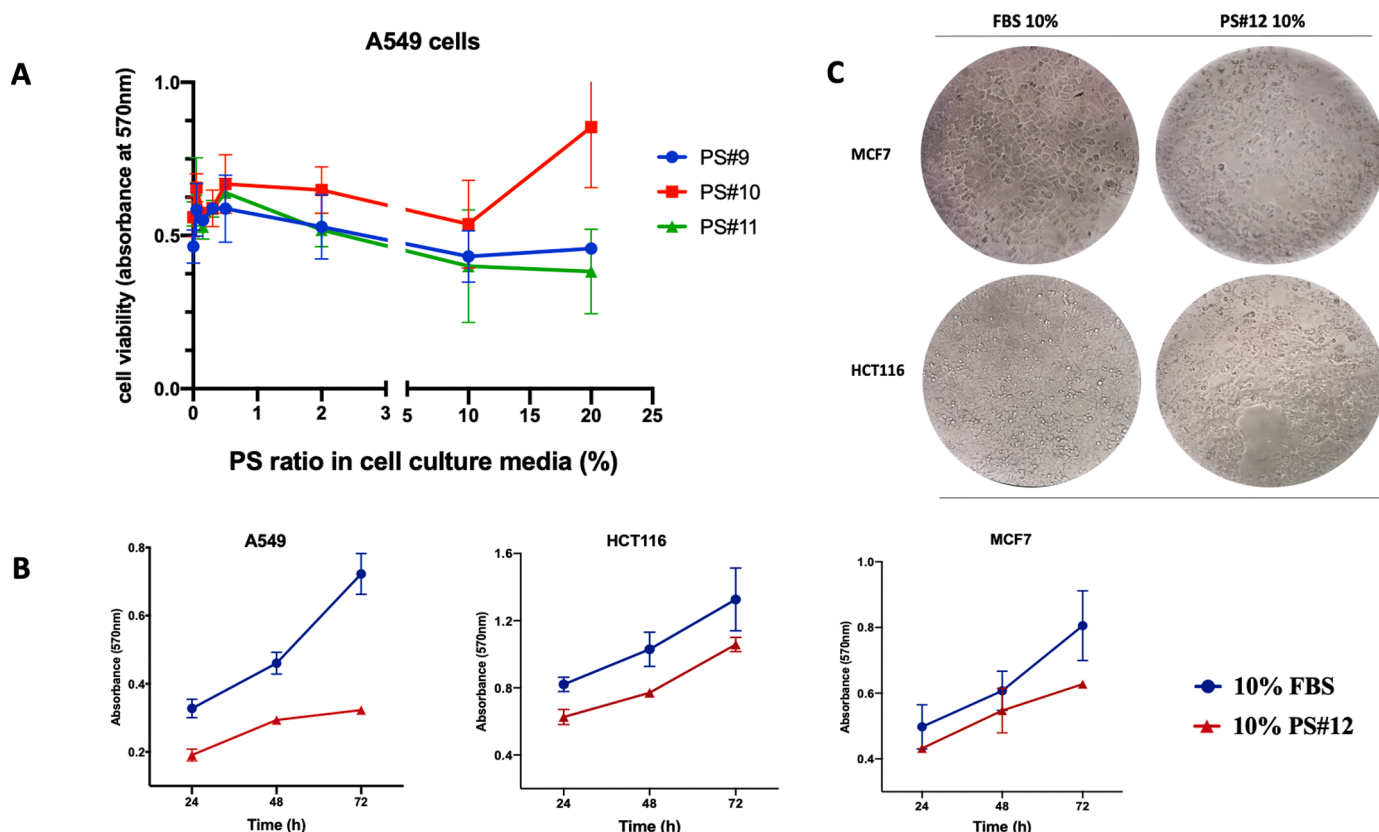 A
A549 cells
cell viability (absorbance at 570nm)
1.0
0.5
0.0
0 1 2 3 5 10 15 20 25
PS ratio in cell culture media (%)
PS#9
PS#10
PS#11
C
FBS 10% PS#12 10%
MCF7
HCT116
B
A549
Absorbance (570nm)
0.8
0.6
0.4
0.2
24 48 72
Time (h)
HCT116
Absorbance (570nm)
1.6
1.2
0.8
0.4
24 48 72
Time (h)
MCF7
Absorbance (570nm)
1.0
0.8
0.6
0.4
24 48 72
Time (h)
10% FBS
10% PS#12